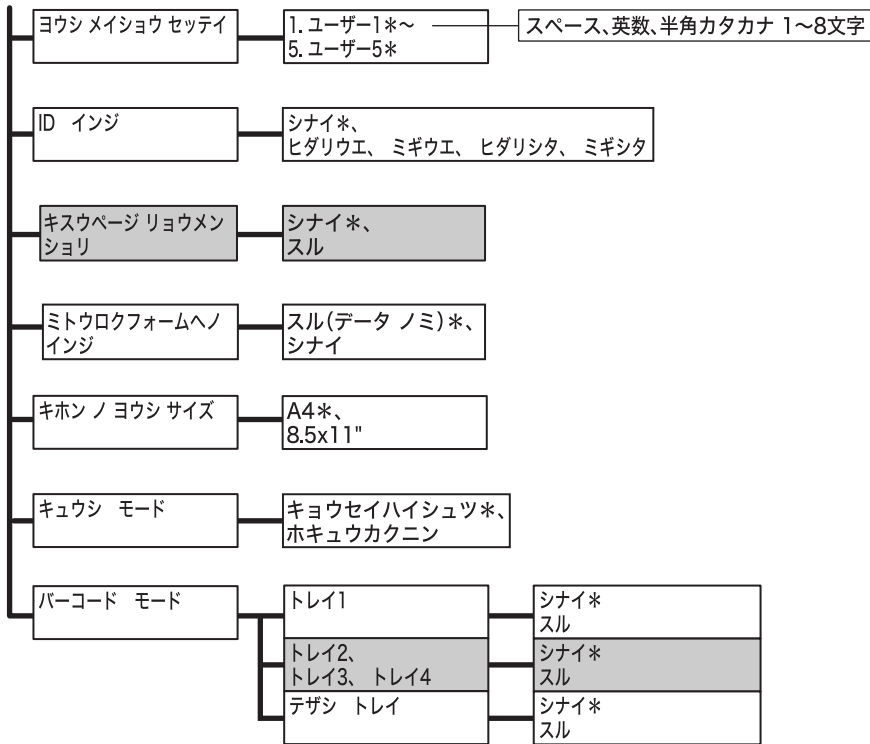 ヨウシ メイショウ セッテイ
1. ユーザー1＊～
5. ユーザー5＊
スペース、英数、半角カタカナ 1～8文字
ID インジ
シナイ＊、
ヒダリウエ、 ミギウエ、 ヒダリシタ、 ミギシタ
キスウページ リョウメン
ショリ
シナイ＊、
スル
ミトウロクフォームヘノ
インジ
スル(データ ノミ)＊、
シナイ
キホン ノ ヨウシ サイズ
A4＊、
8.5x11"
キュウシ モード
キョウセイハイシュツ＊、
ホキュウカクニン
バーコード モード
トレイ1
シナイ＊
スル
トレイ2、
トレイ3、 トレイ4
シナイ＊
スル
テザシ トレイ
シナイ＊
スル